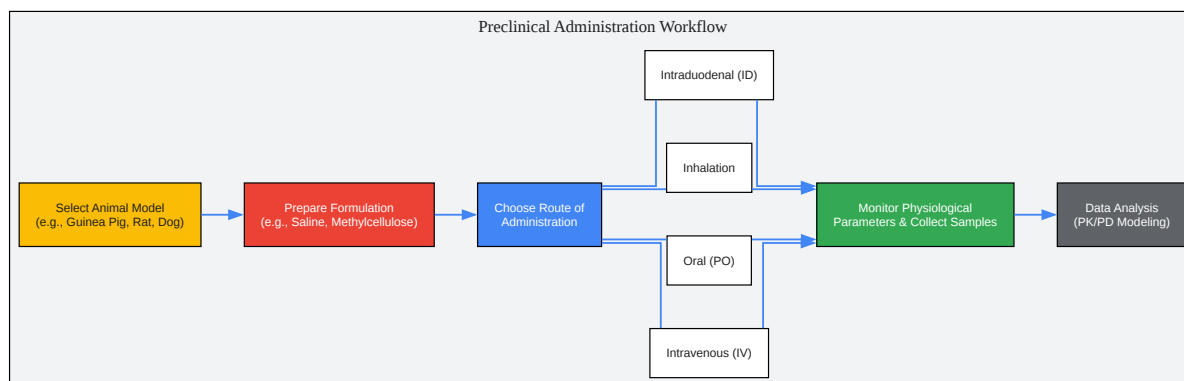 Preclinical Administration Workflow
Intraduodenal (ID)
Inhalation
Select Animal Model
(e.g., Guinea Pig, Rat, Dog)
Prepare Formulation
(e.g., Saline, Methylcellulose)
Choose Route of
Administration
Monitor Physiological
Parameters & Collect Samples
Data Analysis
(PK/PD Modeling)
Oral (PO)
Intravenous (IV)